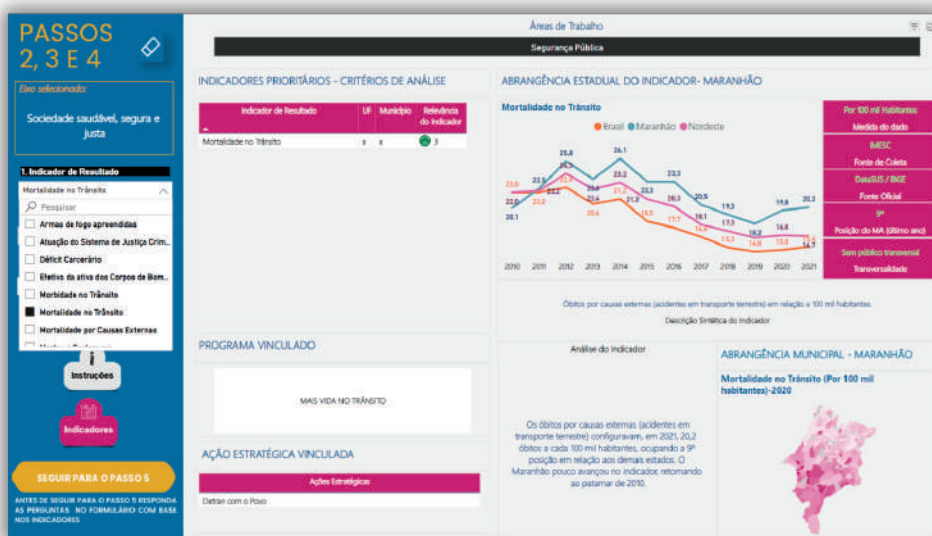 PASSOS
2, 3 E 4
Eixo selecionado:
Sociedade saudável, segura e
justa
1. Indicador de Resultado
Mortalidade no Trânsito
Pesquisar
Armas de fogo apreendidas
Atuação do Sistema de Justiça Crim...
Déficit Carcerário
Efetivo da ativa dos Corpos de Bom...
Morbidade no Trânsito
Mortalidade no Trânsito
Mortalidade por Causas Externas
Instruções
Indicadores
SEGUIR PARA O PASSO 5
ANTES DE SEGUIR PARA O PASSO 5 RESPONDA
AS PERGUNTAS NO FORMULÁRIO COM BASE
NOS INDICADORES
Áreas de Trabalho
Segurança Pública
INDICADORES PRIORITÁRIOS - CRITÉRIOS DE ANÁLISE
Indicador de Resultado UF Município Relevância
do Indicador
Mortalidade no Trânsito x x 3
PROGRAMA VINCULADO
MAIS VIDA NO TRÂNSITO
AÇÃO ESTRATÉGICA VINCULADA
Ações Estratégicas
Detran com o Povo
ABRANGÊNCIA ESTADUAL DO INDICADOR- MARANHÃO
Mortalidade no Trânsito
Brasil Maranhão Nordeste
25,8 26,1
22,5 23,2 23,3 23,3
22,0 23,4 21,2 20,3 20,5 19,3 19,8 20,2
20,1 18,1 17,3 16,8
2010 2011 2012 2013 2014 2015 2016 2017 2018 2019 2020 2021
Por 100 mil Habitantes
Medida do dado
IMESC
Fonte de Coleta
DataSUS / IBGE
Fonte Oficial
9º
Posição do MA (último ano)
Sem público transversal
Transversalidade
Óbitos por causas externas (acidentes em transporte terrestre) em relação a 100 mil habitantes.
Descrição Sintética do Indicador
Análise do Indicador
Os óbitos por causas externas (acidentes em
transporte terrestre) configuravam, em 2021, 20,2
óbitos a cada 100 mil habitantes, ocupando a 9º
posição em relação aos demais estados. O
Maranhão pouco avançou no indicador, retornando
ao patamar de 2010.
ABRANGÊNCIA MUNICIPAL - MARANHÃO
Mortalidade no Trânsito (Por 100 mil
habitantes)-2020